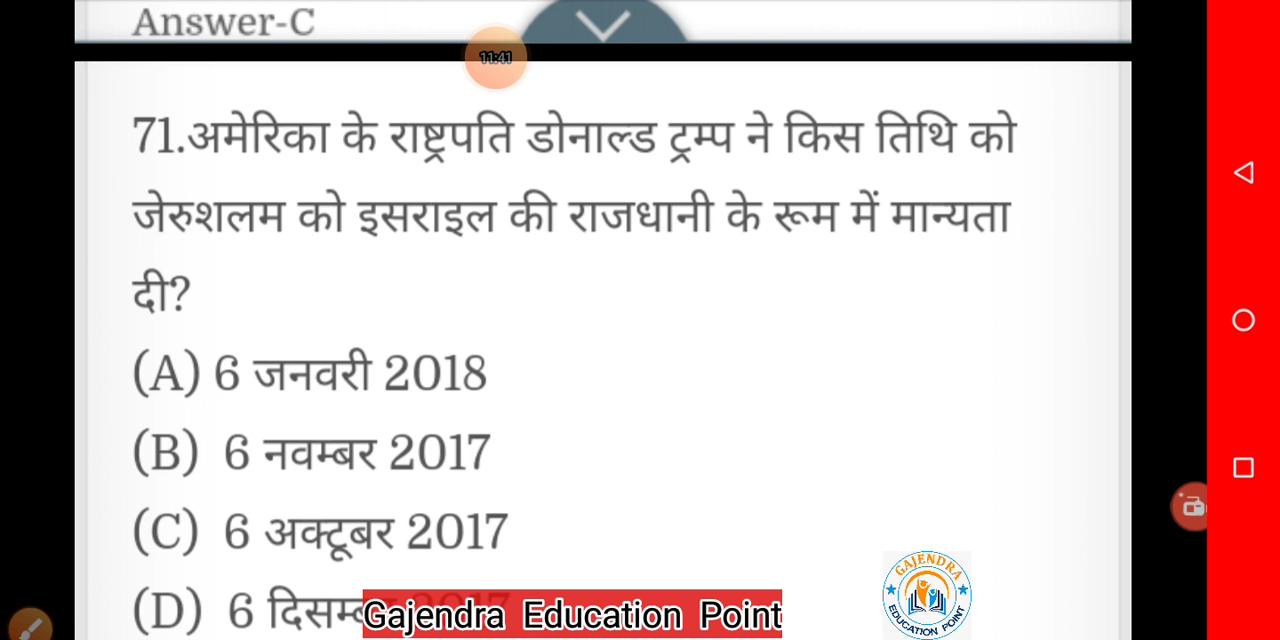 Answer-C
11:41
71.अमेरिका के राष्ट्रपति डोनाल्ड ट्रम्प ने किस तिथि को
जेरुशलम को इसराइल की राजधानी के रूम में मान्यता
दी?
(A) 6 जनवरी 2018
(B) 6 नवम्बर 2017
(C) 6 अक्टूबर 2017
(D) 6
Gajendra Education Point
GAJENDRA
EDUCATION POINT